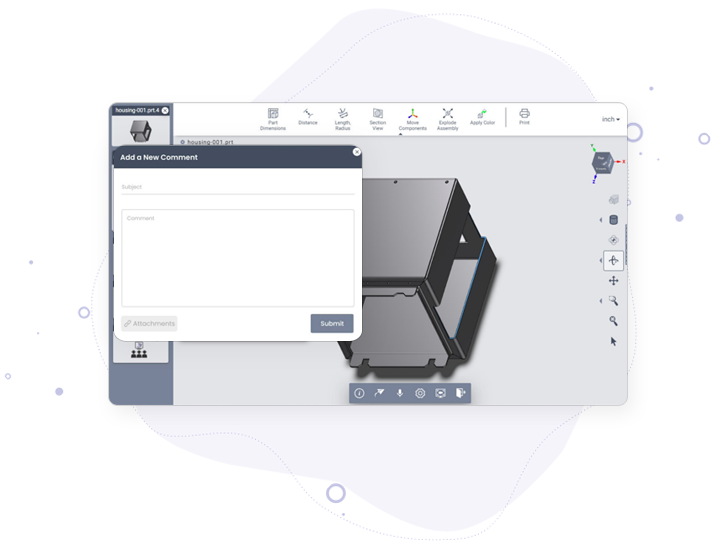 housing-001.prt.4
Part
Dimensions
Distance
Length,
Radius
Section
View
Move
Components
Explode
Assembly
Apply Color
Print
inch
housing-001.prt
Add a New Comment
Subject
Comment
Attachments
Submit